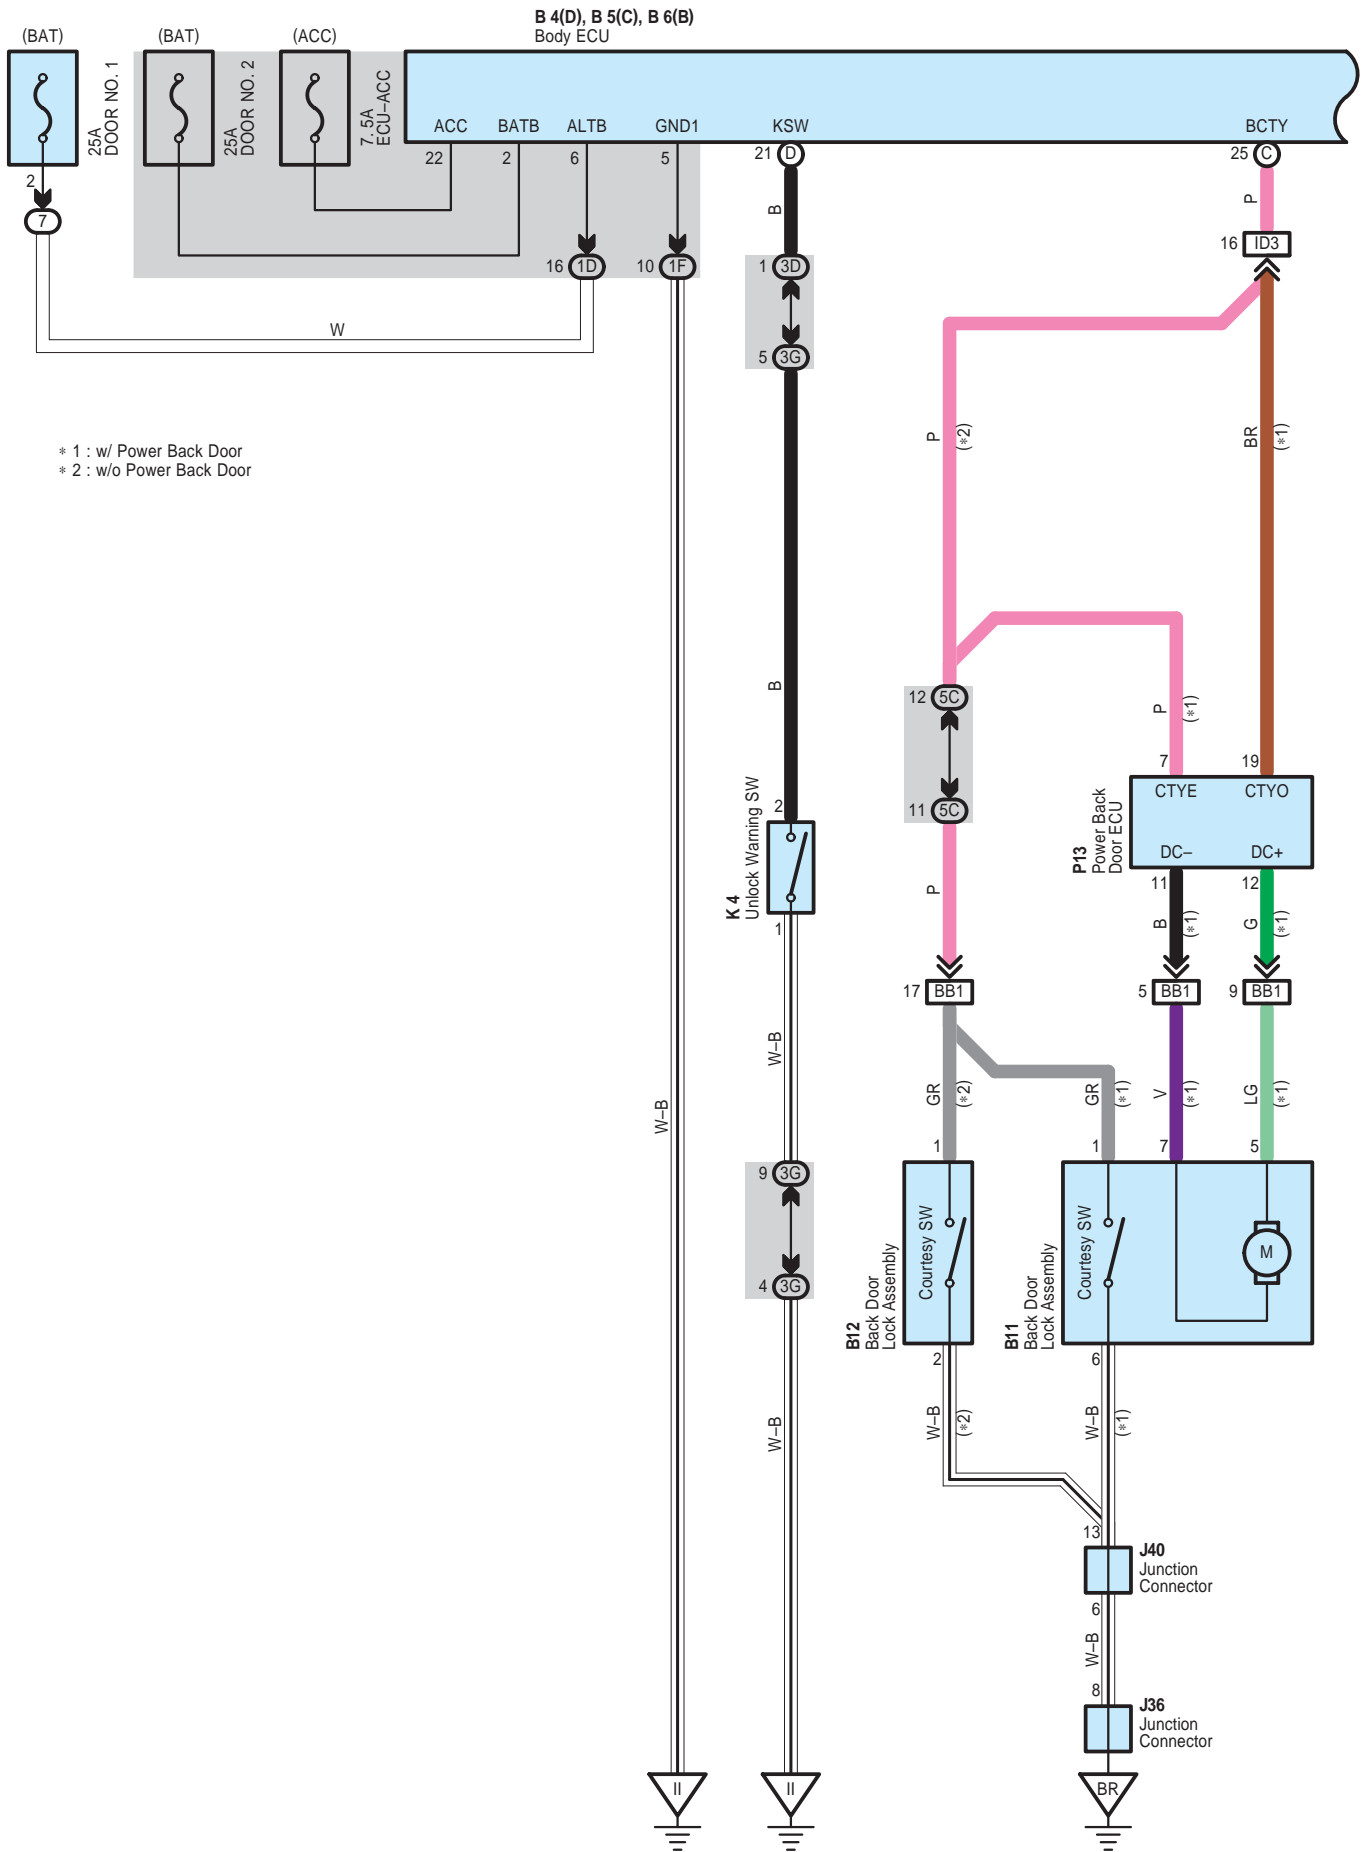 B 4(D), B 5(C), B 6(B)
Body ECU
(BAT)
(BAT)
(ACC)
25A
DOOR NO. 1
25A
DOOR NO. 2
7. 5A
ECU–ACC
ACC
BATB
ALTB
GND1
KSW
BCTY
22
2
6
5
21
D
25
C
2
7
B
P
16
ID3
16
1D
10
1F
1
3D
W
5
3G
∗ 1 : w/ Power Back Door
∗ 2 : w/o Power Back Door
P
(∗2)
BR
(∗1)
B
12
5C
P
(∗1)
7
19
CTYE
CTYO
P13
Power Back
Door ECU
DC–
DC+
11
5C
2
K 4
Unlock Warning SW
1
P
11
12
B
(∗1)
G
(∗1)
17
BB1
5
BB1
9
BB1
W–B
W–B
GR
(∗2)
GR
(∗1)
V
(∗1)
LG
(∗1)
1
1
7
5
9
3G
4
3G
Courtesy SW
B12
Back Door
Lock Assembly
Courtesy SW
B11
Back Door
Lock Assembly
M
2
6
W–B
W–B
(∗2)
W–B
(∗1)
13
J40
Junction
Connector
6
W–B
8
J36
Junction
Connector
II
II
BR